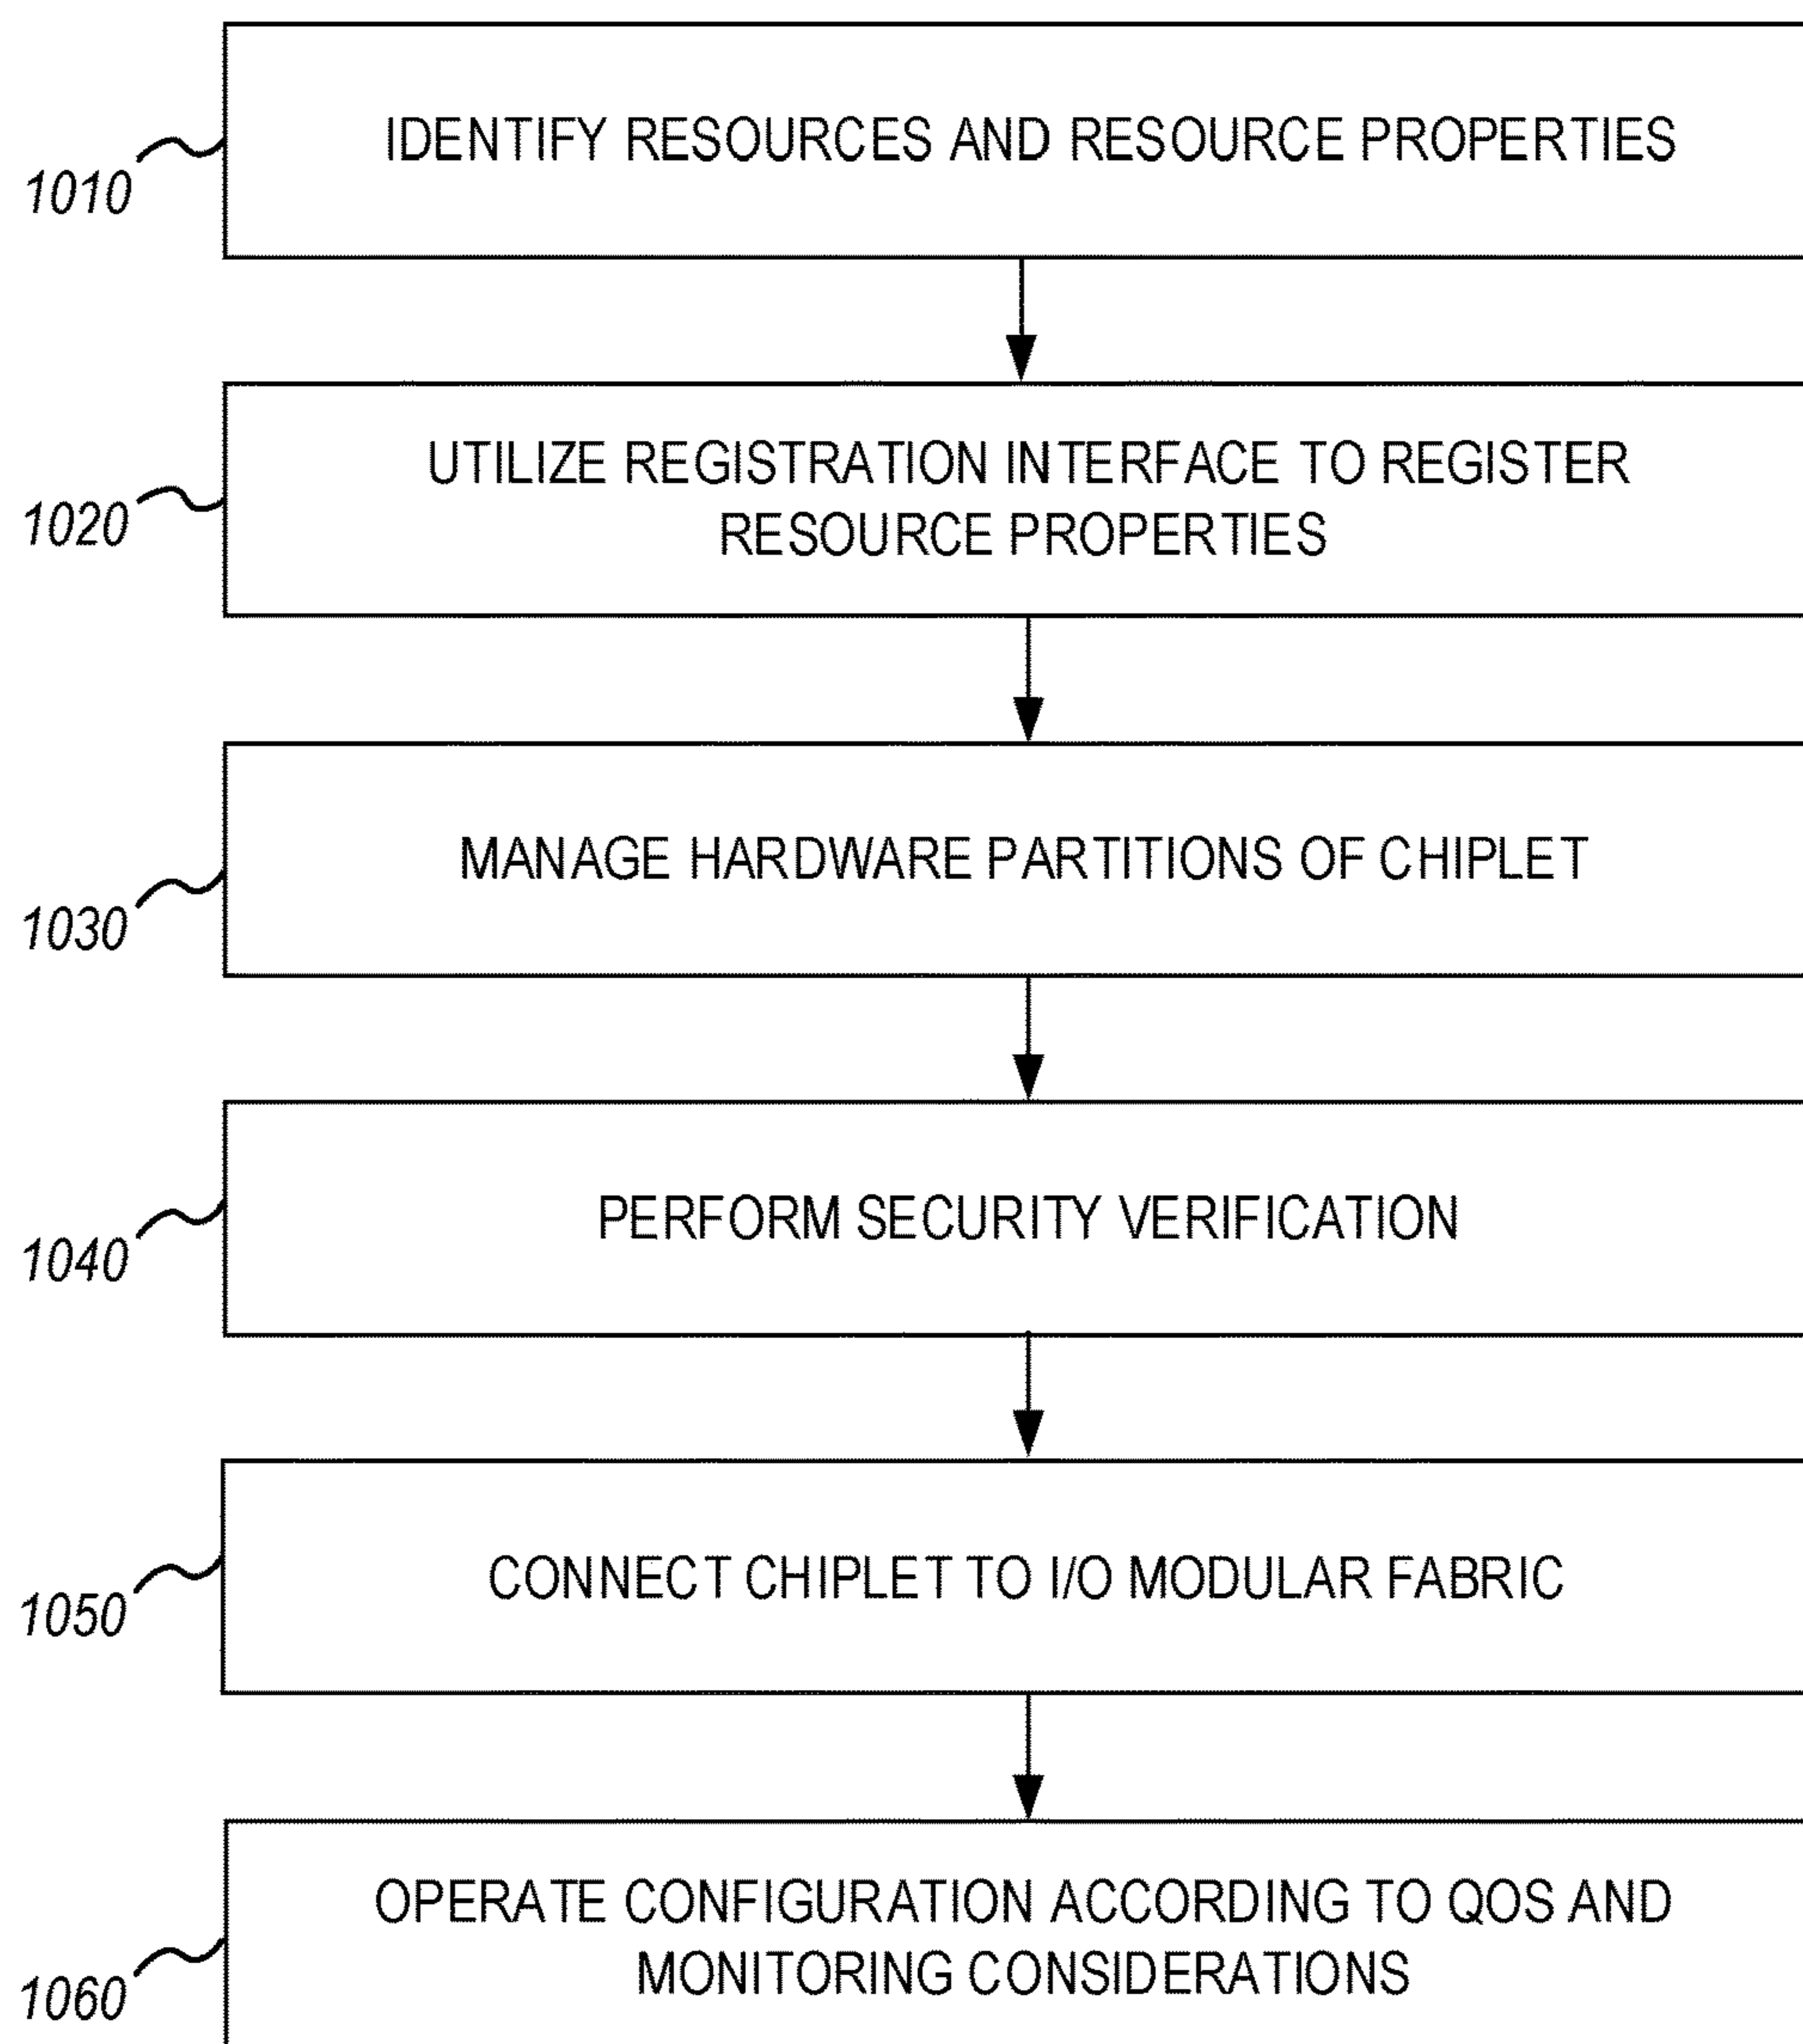 IDENTIFY RESOURCES AND RESOURCE PROPERTIES
1010
UTILIZE REGISTRATION INTERFACE TO REGISTER
RESOURCE PROPERTIES
1020
MANAGE HARDWARE PARTITIONS OF CHIPLET
1030
PERFORM SECURITY VERIFICATION
1040
CONNECT CHIPLET TO I/O MODULAR FABRIC
1050
OPERATE CONFIGURATION ACCORDING TO QOS AND
MONITORING CONSIDERATIONS
1060